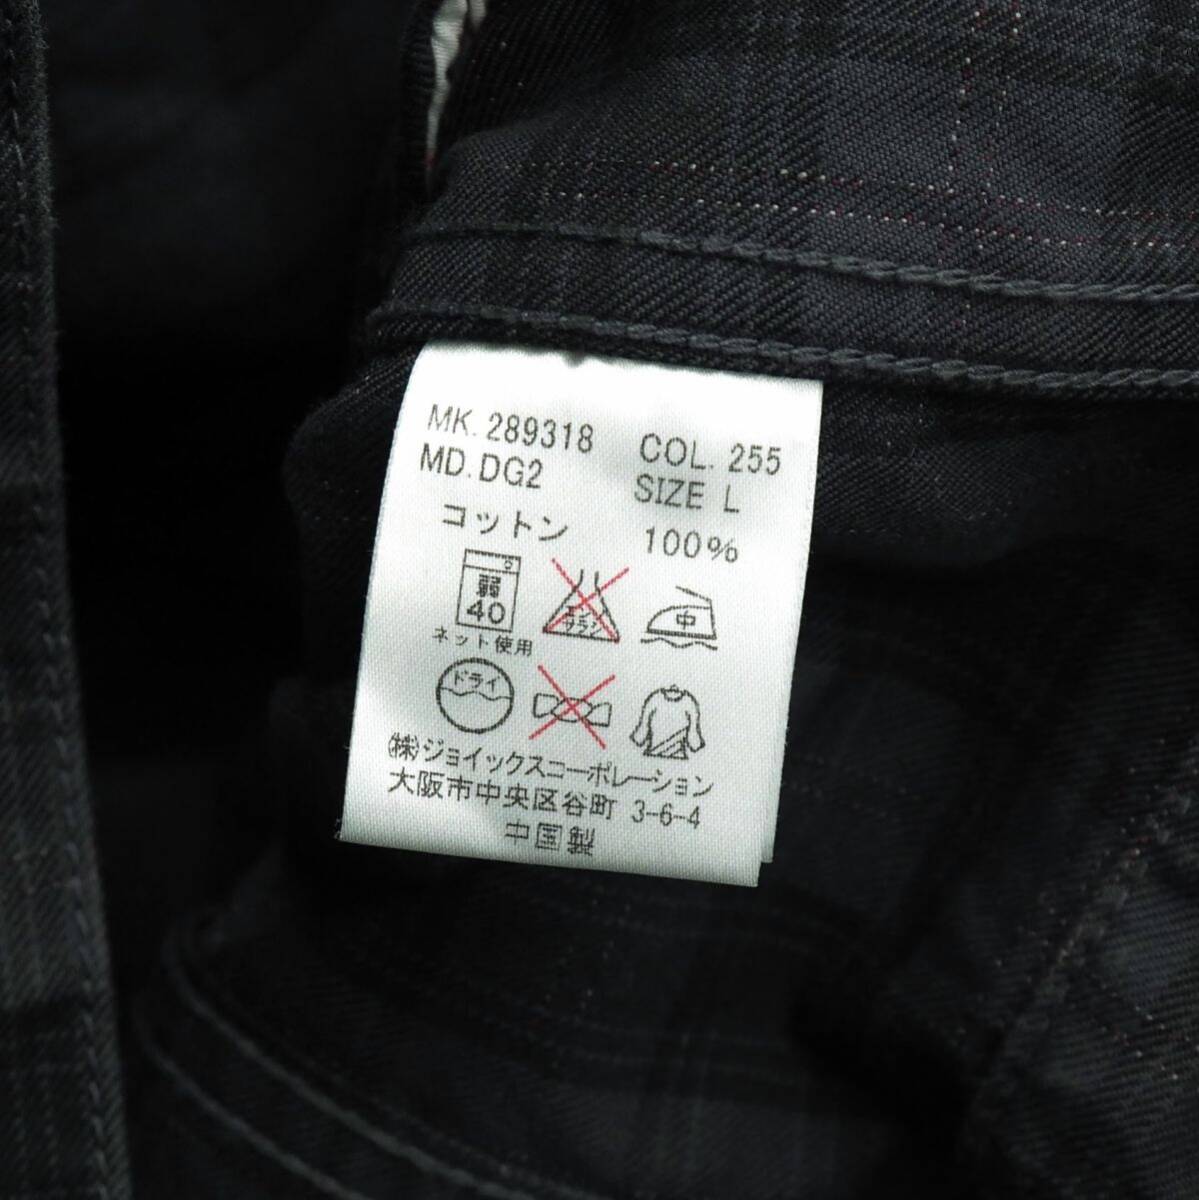 MK. 289318 COL. 255
MD. DG2 SIZE L
コットン 100%
弱
40
エンソ
サラシ
中
ネット使用
ドライ
㈱ジョイックスコーポレーション
大阪市中央区谷町 3-6-4
中国製